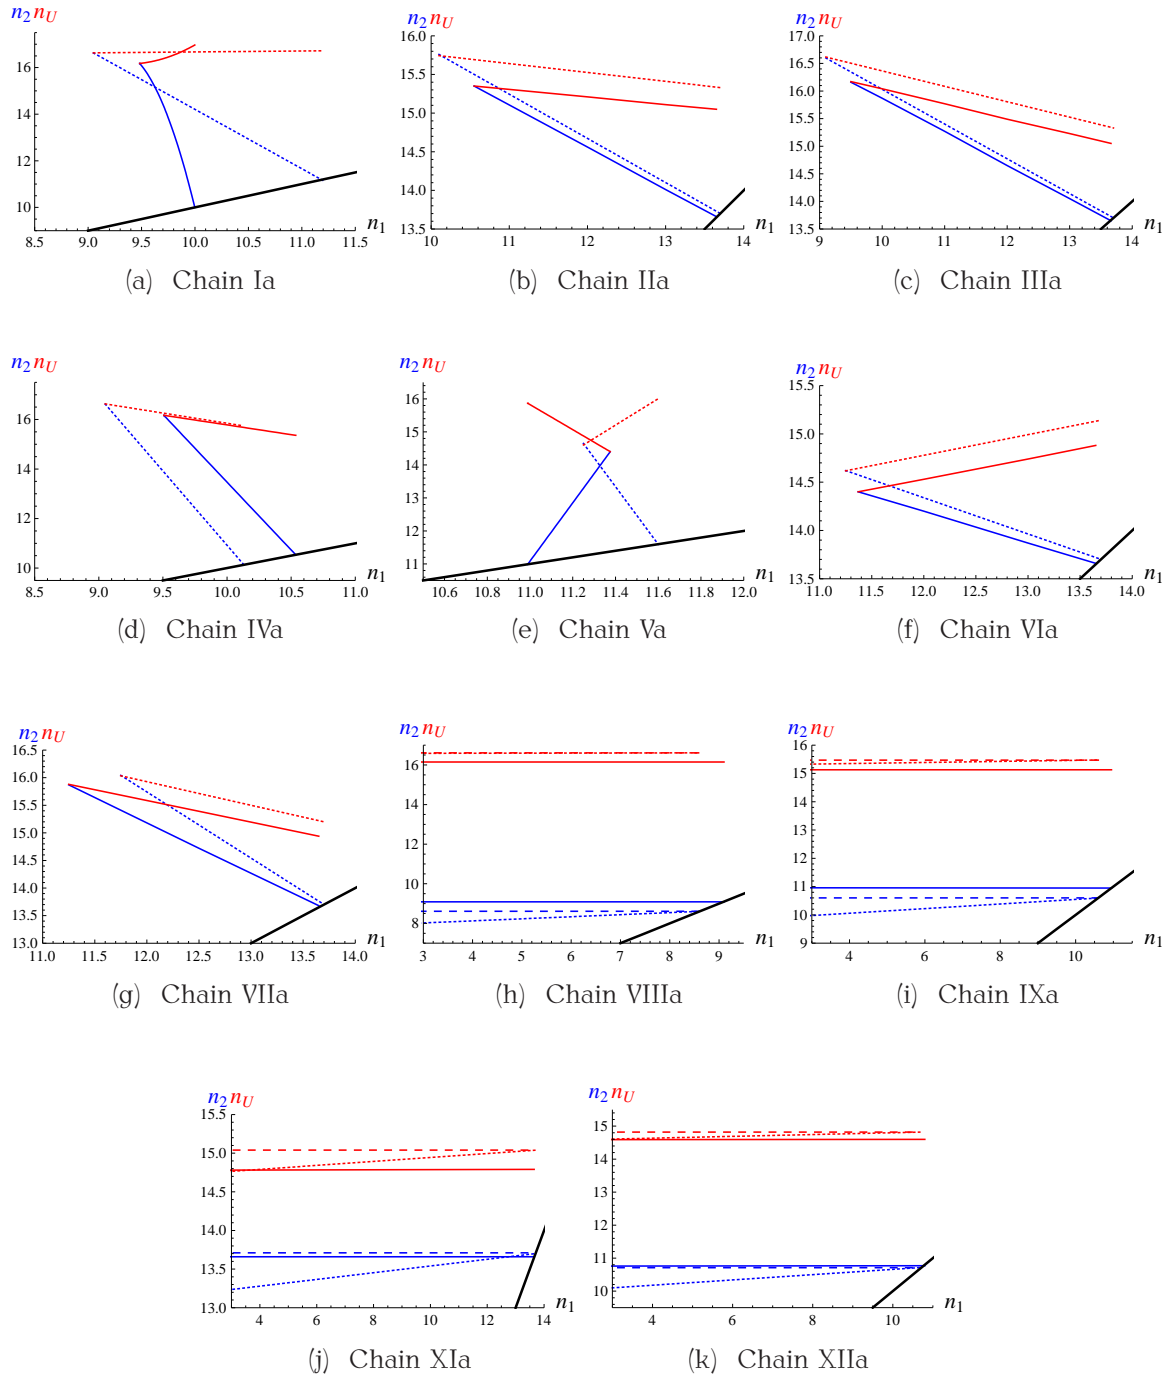 n2 nU n2 nU n2 nU
16 14 12 10
8.5 9.0 9.5 10.0 10.5 11.0 11.5 n1
15.5 15.0 14.5 14.0 13.5
10 11 12 13 14 n1
17.0 16.5 16.0 15.5 15.0 14.5 14.0 13.5
9 10 11 12 13 14 n1
(a) Chain Ia (b) Chain IIa (c) Chain IIIa
n2 nU n2 nU n2 nU
16 14 12 10
8.5 9.0 9.5 10.0 10.5 11.0 n1
16 15 14 13 12 11
10.6 10.8 11.0 11.2 11.4 11.6 11.8 12.0 n1
15.5 15.0 14.5 14.0 13.5
11.0 11.5 12.0 12.5 13.0 13.5 14.0 n1
(d) Chain IVa (e) Chain Va (f) Chain VIa
n2 nU n2 nU n2 nU
16.5 16.0 15.5 15.0 14.5 14.0 13.5 13.0
11.0 11.5 12.0 12.5 13.0 13.5 14.0 n1
16 14 12 10 8
3 4 5 6 7 8 9 n1
16 15 14 13 12 11 10 9
4 6 8 10 n1
(g) Chain VIIa (h) Chain VIIIa (i) Chain IXa
n2 nU n2 nU
15.5 15.0 14.5 14.0 13.5 13.0
4 6 8 10 12 14 n1
15 14 13 12 11 10
4 6 8 10 n1
(j) Chain XIa (k) Chain XIIa